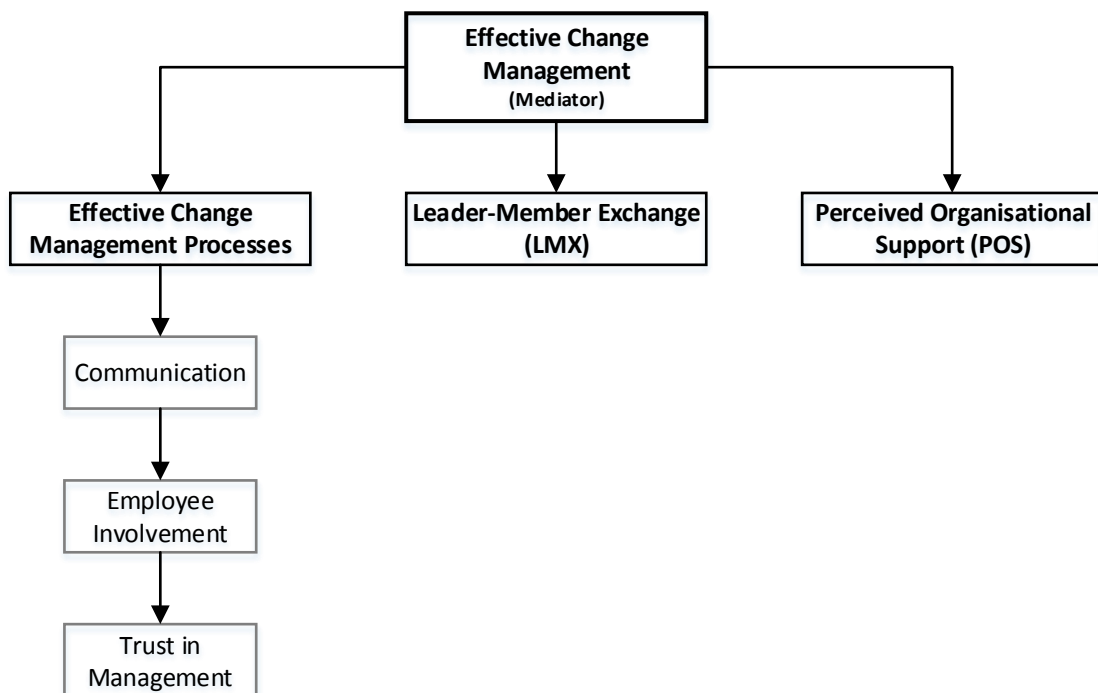 Effective Change
Management
(Mediator)
Effective Change
Management Processes
Leader-Member Exchange
(LMX)
Perceived Organisational
Support (POS)
Communication
Employee
Involvement
Trust in
Management